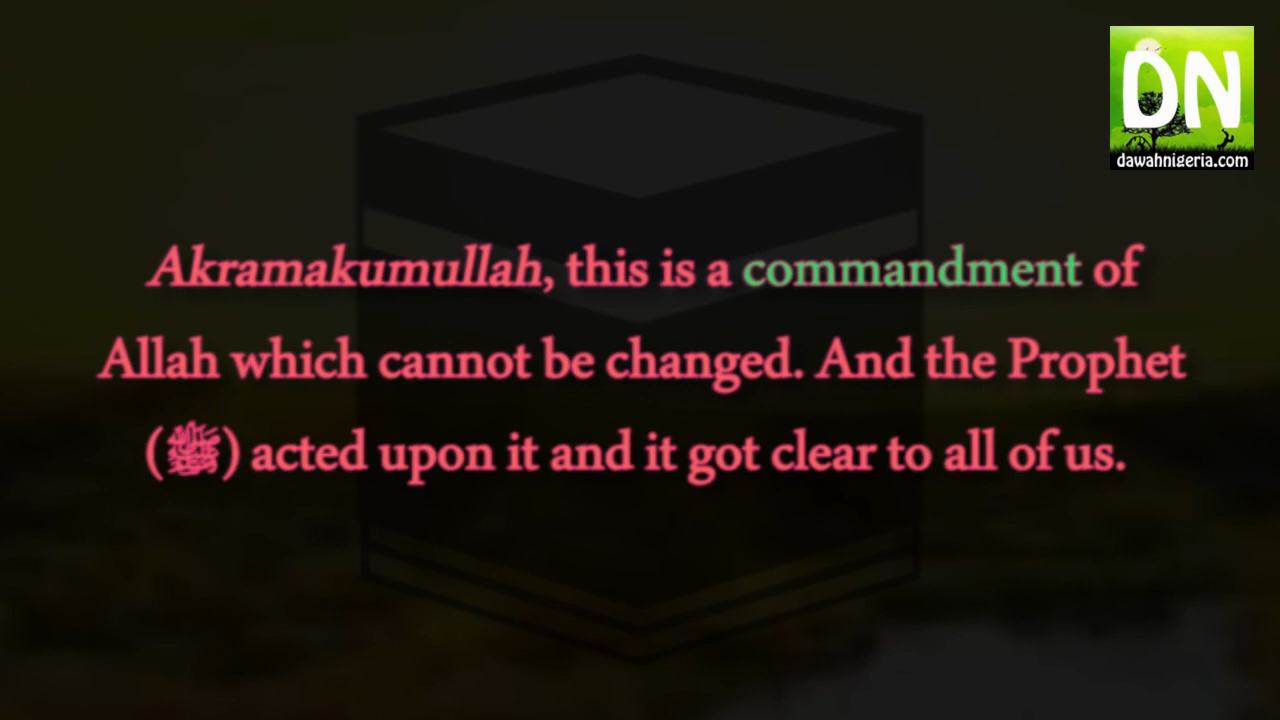 DN
dawahnigeria.com
Akramakumullah, this is a commandment of
Allah which cannot be changed. And the Prophet
(ﷺ) acted upon it and it got clear to all of us.